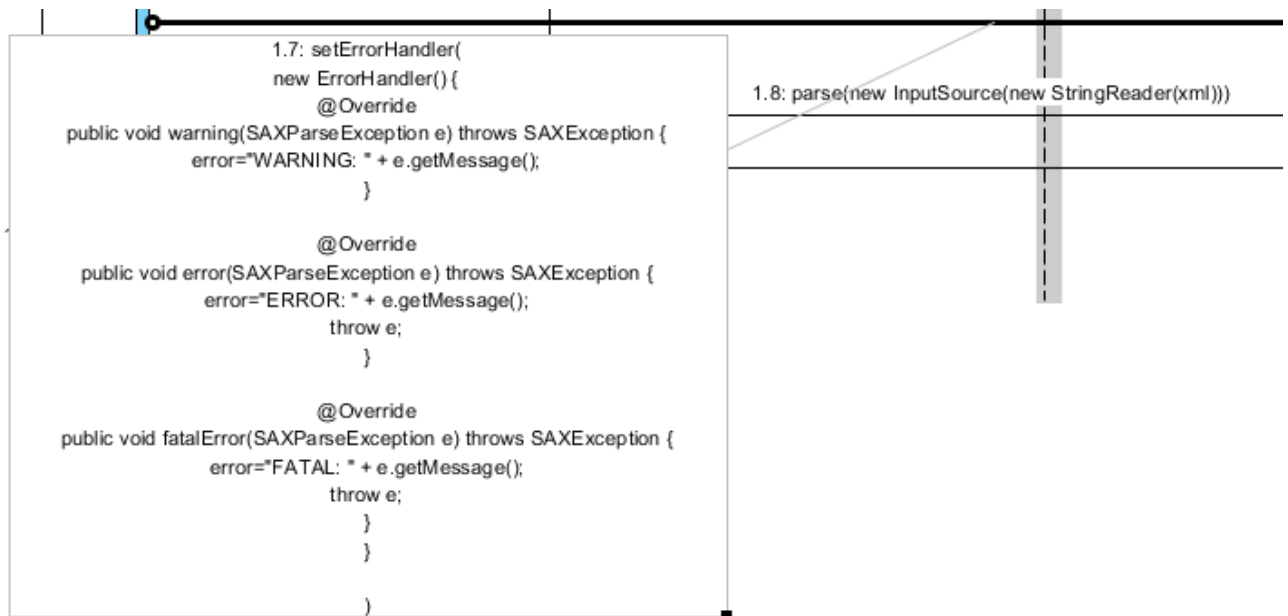 1.7: setErrorHandler(
new ErrorHandler() {
@Override
public void warning(SAXParseException e) throws SAXException {
error="WARNING: " + e.getMessage();
}
@Override
public void error(SAXParseException e) throws SAXException {
error="ERROR: " + e.getMessage();
throw e;
}
@Override
public void fatalError(SAXParseException e) throws SAXException {
error="FATAL: " + e.getMessage();
throw e;
}
}
)
1.8: parse(new InputSource(new StringReader(xml)))